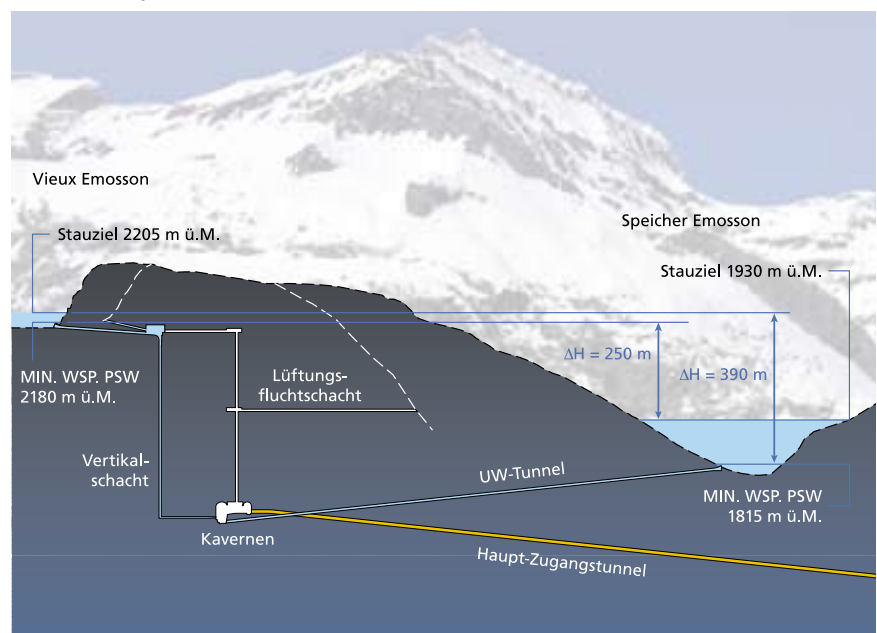 Vieux Emosson
Stauziel 2205 m ü.M.
Speicher Emosson
Stauziel 1930 m ü.M.
ΔH = 250 m
ΔH = 390 m
MIN. WSP. PSW
2180 m ü.M.
Lüftungs-
fluchtschacht
Vertikal-
schacht
UW-Tunnel
MIN. WSP. PSW
1815 m ü.M.
Kavernen
Haupt-Zugangstunnel